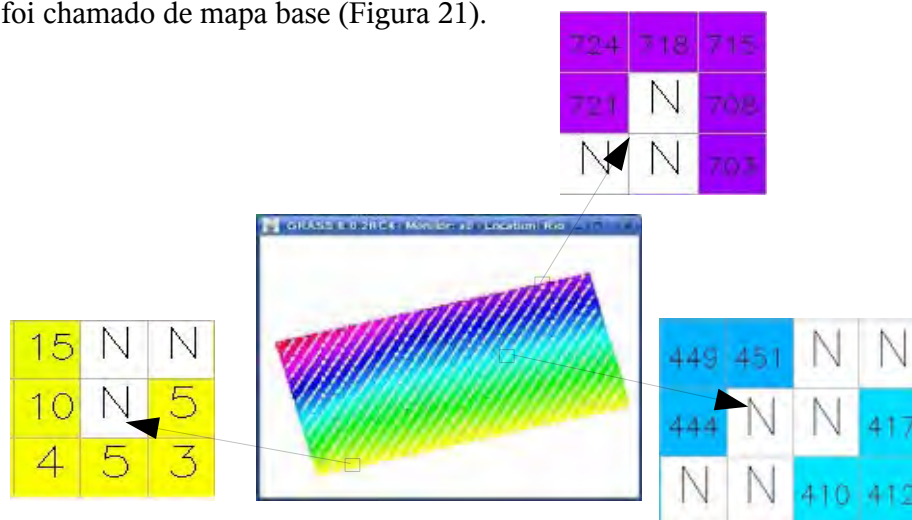 foi chamado de mapa base (Figura 21).
724 718 715
721 N 708
N N 703
GRASS 6.0.2RC4 - Monitor: x0 - Location: Rio
15 N N
10 N 5
4 5 3
449 451 N N
444 N N 417
N N 410 412